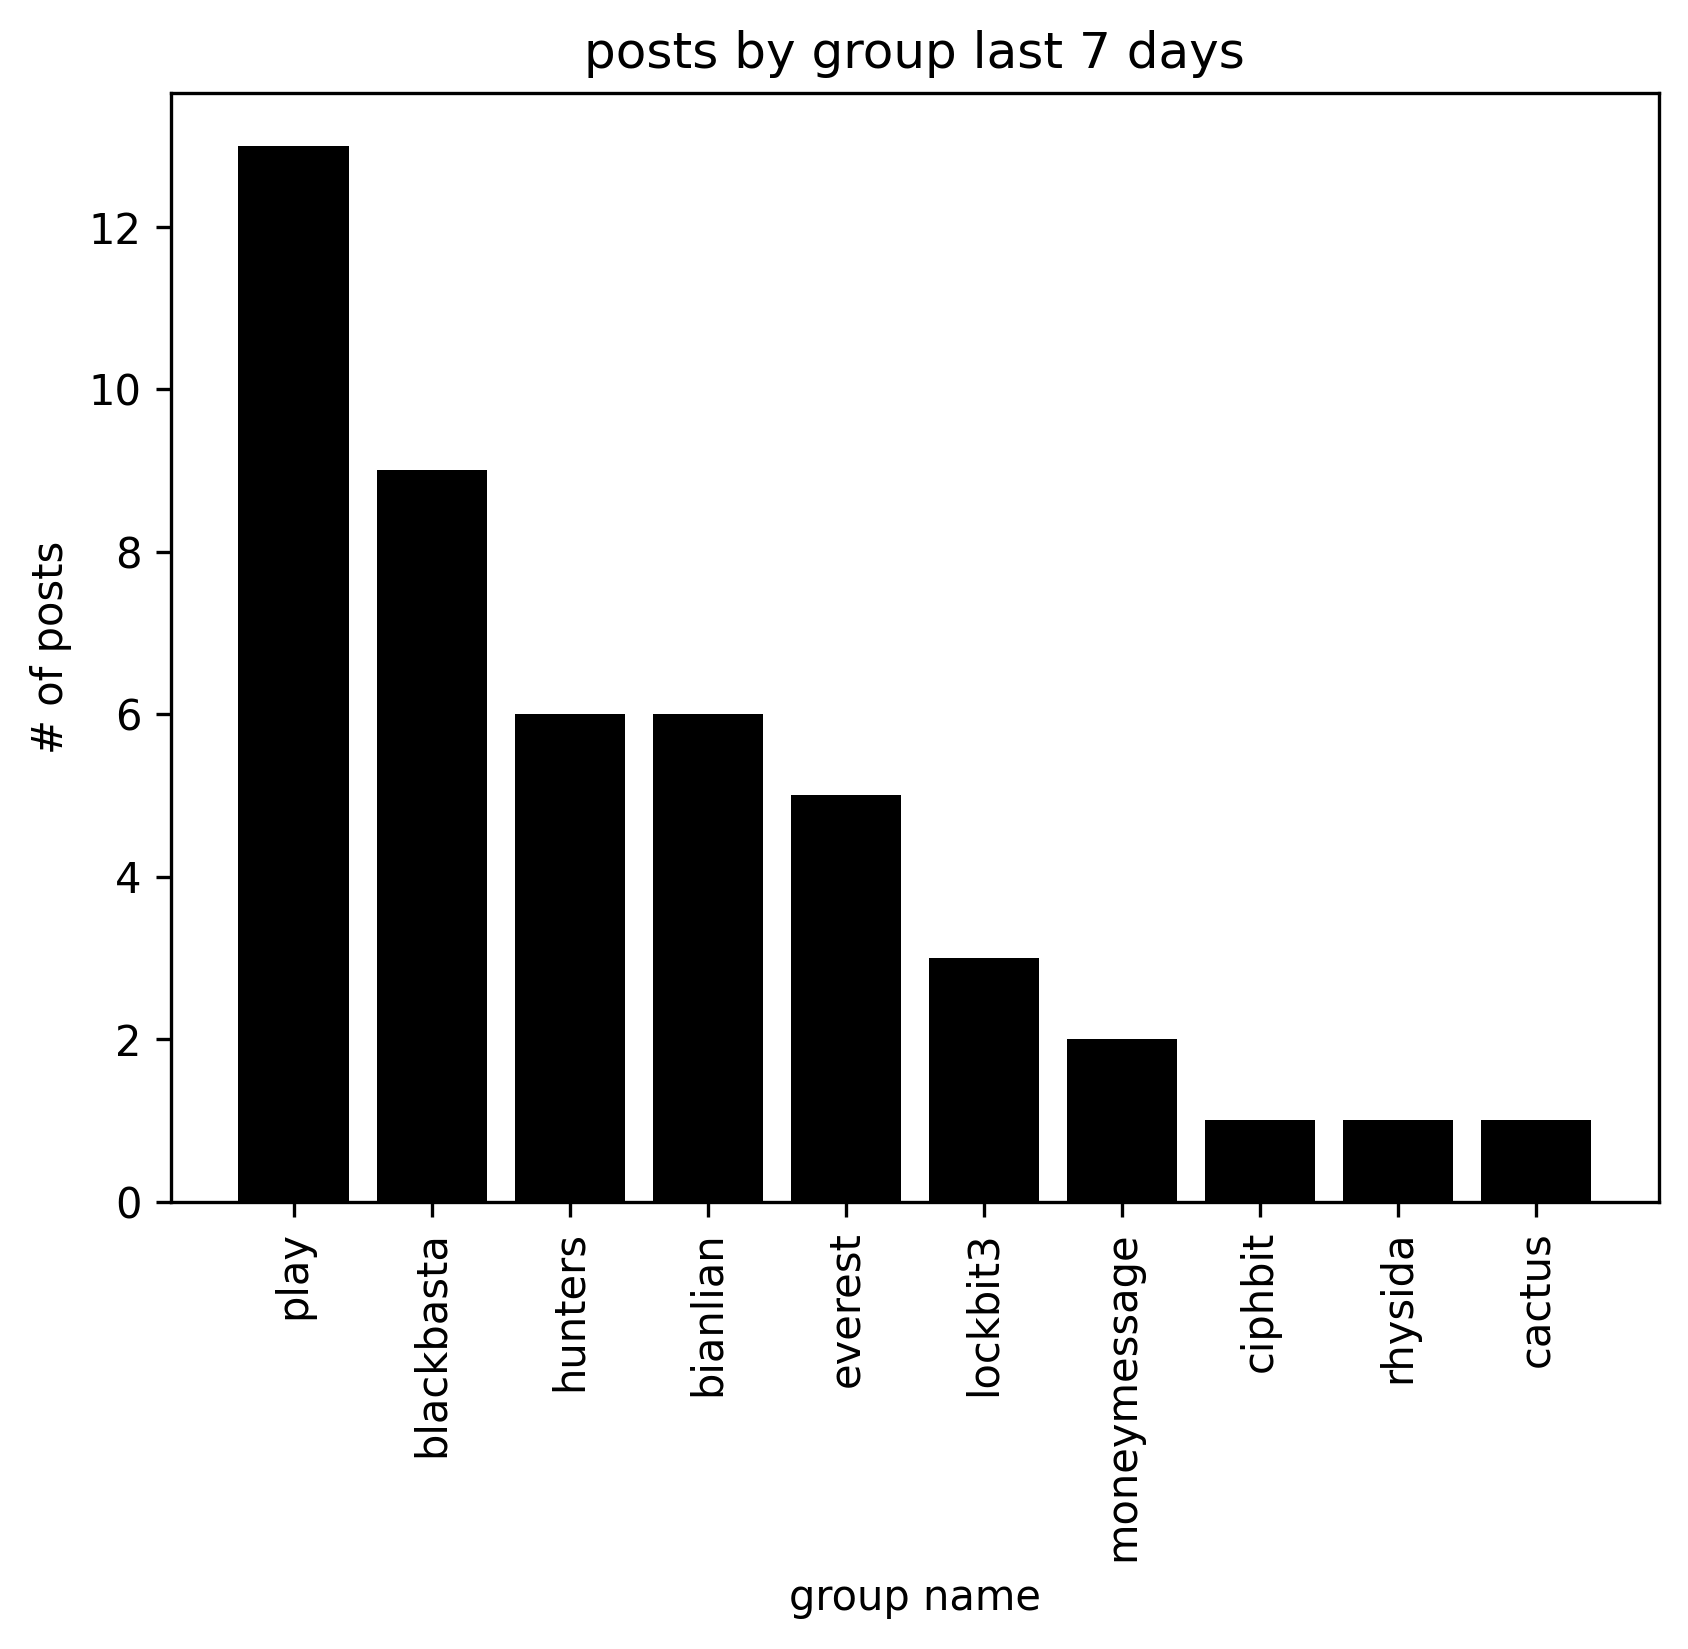 posts by group last 7 days
# of posts
12
10
8
6
4
2
0
play
blackbasta
hunters
bianlian
everest
lockbit3
moneymessage
ciphbit
rhysida
cactus
group name